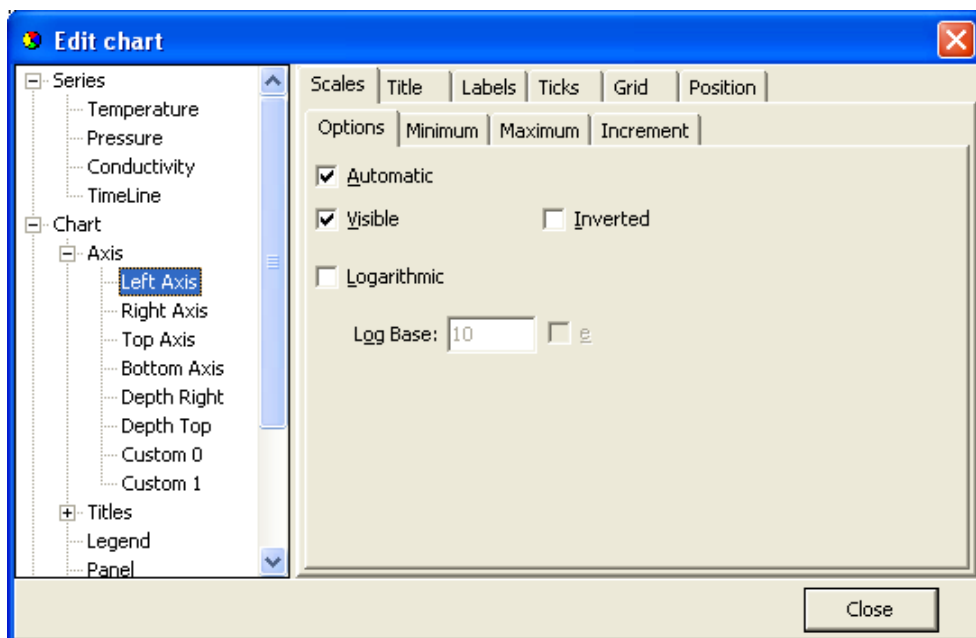 Edit chart
Series
Temperature
Pressure
Conductivity
TimeLine
Chart
Axis
Left Axis
Right Axis
Top Axis
Bottom Axis
Depth Right
Depth Top
Custom 0
Custom 1
Titles
Legend
Panel
Scales Title Labels Ticks Grid Position
Options Minimum Maximum Increment
Automatic
Visible Inverted
Logarithmic
Log Base: 10 e
Close